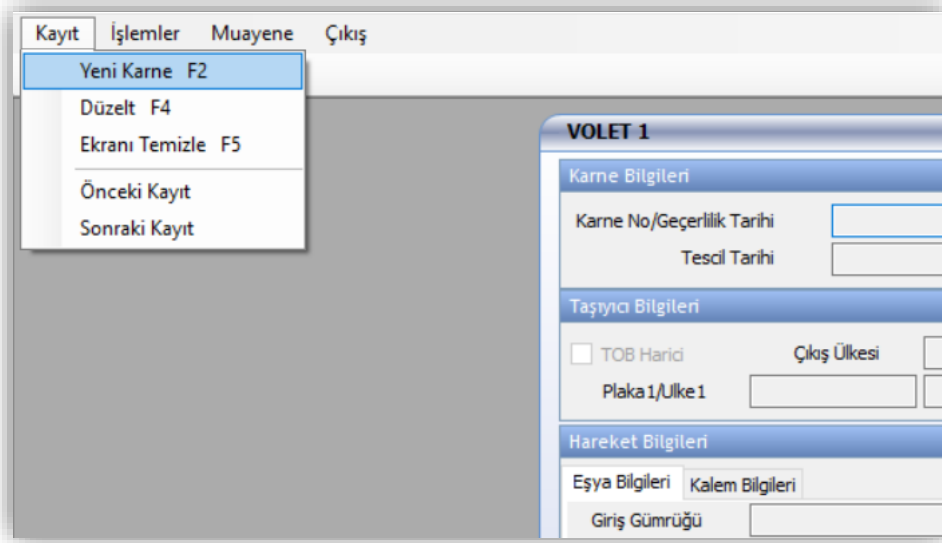 Kayıt İşlemler Muayene Çıkış
Yeni Karne F2
Düzelt F4
Ekranı Temizle F5
Önceki Kayıt
Sonraki Kayıt
VOLET 1
Karne Bilgileri
Karne No/Geçerlilik Tarihi
Tescil Tarihi
Taşıyıcı Bilgileri
TOB Harici Çıkış Ülkesi
Plaka1/Ulke1
Hareket Bilgileri
Eşya Bilgileri Kalem Bilgileri
Giriş Gümrüğü